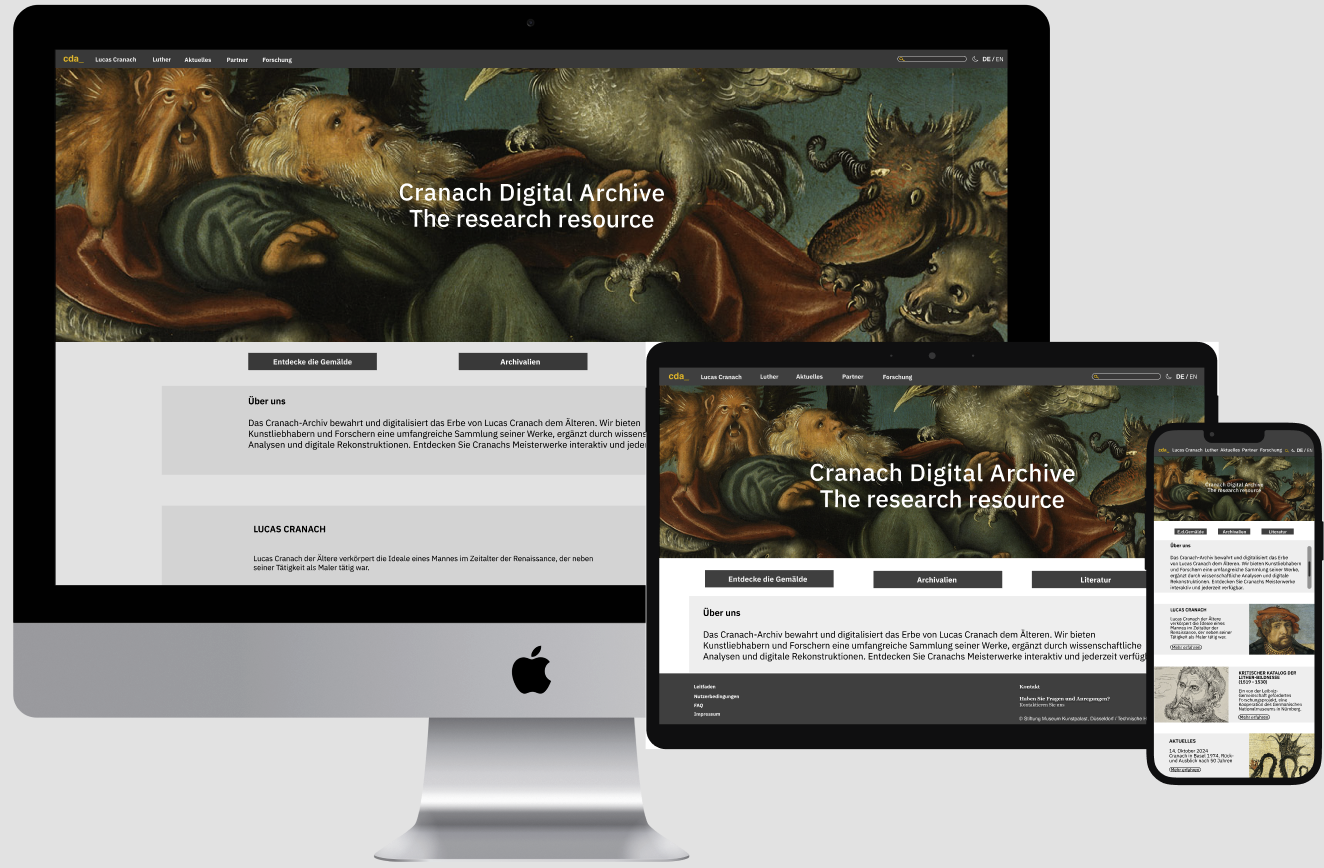 cda_ Lucas Cranach Luther Aktuelles Partner Forschung DE / EN
Cranach Digital Archive
The research resource
Entdecke die Gemälde Archivalien
Über uns
Das Cranach-Archiv bewahrt und digitalisiert das Erbe von Lucas Cranach dem Älteren. Wir bieten
Kunstliebhabern und Forschern eine umfangreiche Sammlung seiner Werke, ergänzt durch wissens
Analysen und digitale Rekonstruktionen. Entdecken Sie Cranachs Meisterwerke interaktiv und jede
LUCAS CRANACH
Lucas Cranach der Ältere verkörpert die Ideale eines Mannes im Zeitalter der Renaissance, der neben
seiner Tätigkeit als Maler tätig war.
cda_ Lucas Cranach Luther Aktuelles Partner Forschung DE / EN
Cranach Digital Archive
The research resource
Entdecke die Gemälde Archivalien Literatur
Über uns
Das Cranach-Archiv bewahrt und digitalisiert das Erbe von Lucas Cranach dem Älteren. Wir bieten
Kunstliebhabern und Forschern eine umfangreiche Sammlung seiner Werke, ergänzt durch wissenschaftliche
Analysen und digitale Rekonstruktionen. Entdecken Sie Cranachs Meisterwerke interaktiv und jederzeit verfügb
Leitfaden
Nutzerbedingungen
FAQ
Impressum
Kontakt
Haben Sie Fragen und Anregungen?
Kontaktieren Sie uns
© Stiftung Museum Kunstpalast, Düsseldorf / Technische H
cda_ Lucas Cranach Luther Aktuelles Partner Forschung DE / EN
Cranach Digital Archive
The research resource
E.d.Gemälde Archivalien Literatur
Über uns
Das Cranach-Archiv bewahrt und digitalisiert das Erbe
von Lucas Cranach dem Älteren. Wir bieten Kunstliebhabern
und Forschern eine umfangreiche Sammlung seiner Werke,
ergänzt durch wissenschaftliche Analysen und digitale
Rekonstruktionen. Entdecken Sie Cranachs Meisterwerke
interaktiv und jederzeit verfügbar.
LUCAS CRANACH
Lucas Cranach der Ältere
verkörpert die Ideale eines
Mannes im Zeitalter der
Renaissance, der neben seiner
Tätigkeit als Maler tätig war.
Mehr erfahren
KRITISCHER KATALOG DER
LUTHER-BILDNISSE
(1519 -1530)
Ein von der Leibniz-
Gemeinschaft gefördertes
Forschungsprojekt, eine
Kooperation des Germanischen
Nationalmuseums in Nürnberg.
Mehr erfahren
AKTUELLES
14. Oktober 2024
Cranach in Basel 1974, Rück-
und Ausblick nach 50 Jahren
Mehr erfahren